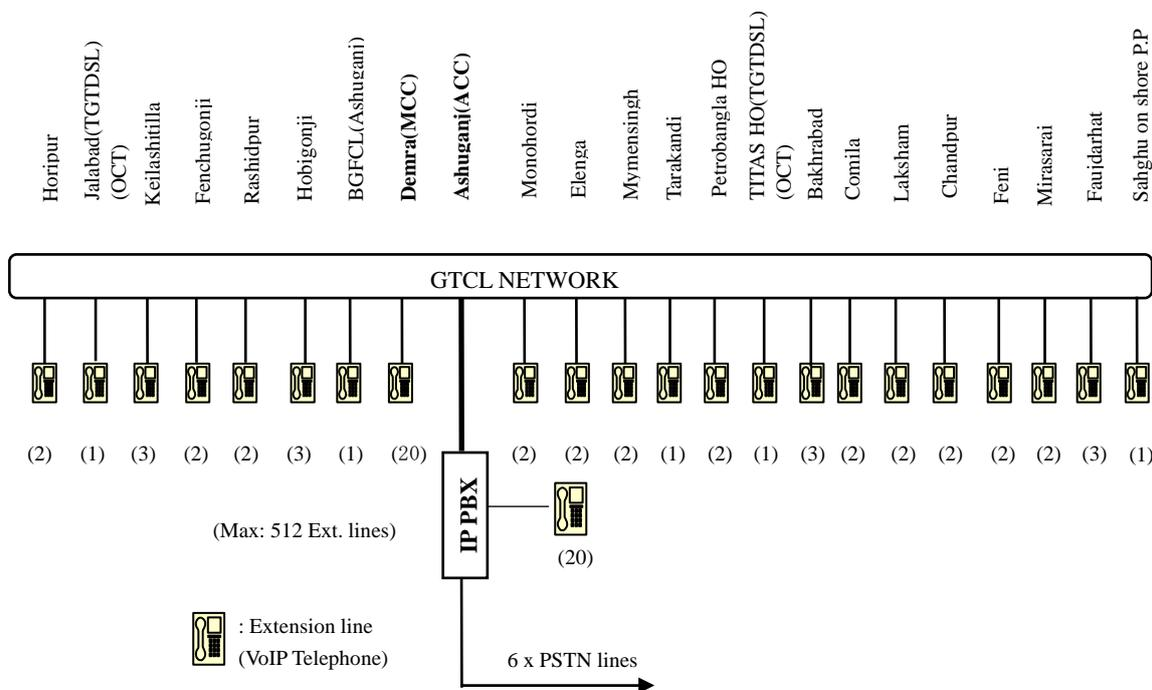 Horipur
Jalabad(TGTDSL)
(OCT)
Keilashitilla
Fenchugonji
Rashidpur
Hobigonji
BGFCL(Ashugani)
Demra(MCC)
Ashuganj(ACC)
Monohordi
Elenga
Mymensingh
Tarakandi
Petrobangla HO
TITAS HO(TGTDSL)
(OCT)
Bakhrabad
Comila
Laksham
Chandpur
Feni
Mirasarai
Faujdarhat
Sahghu on shore P.P
GTCL NETWORK
(2) (1) (3) (2) (2) (3) (1) (20) (2) (2) (2) (1) (2) (1) (3) (2) (2) (2) (2) (2) (3) (1)
IP PBX
(Max: 512 Ext. lines)
(20)
: Extension line
(VoIP Telephone)
6 x PSTN lines